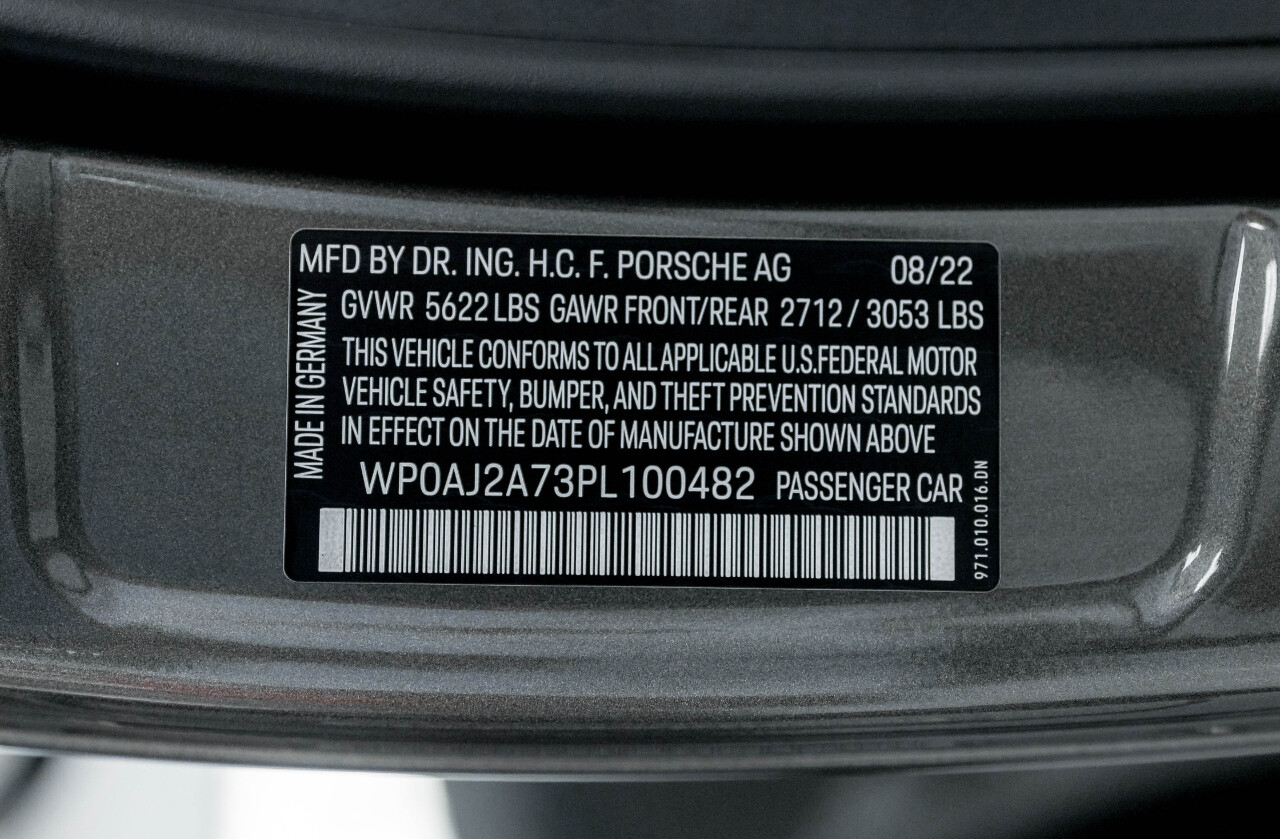 MFD BY DR. ING. H.C. F. PORSCHE AG 08/22
GVWR 5622 LBS GAWR FRONT/REAR 2712 / 3053 LBS
MADE IN GERMANY
THIS VEHICLE CONFORMS TO ALL APPLICABLE U.S.FEDERAL MOTOR
VEHICLE SAFETY, BUMPER, AND THEFT PREVENTION STANDARDS
IN EFFECT ON THE DATE OF MANUFACTURE SHOWN ABOVE
WP0AJ2A73PL100482 PASSENGER CAR
971.010.016.DN